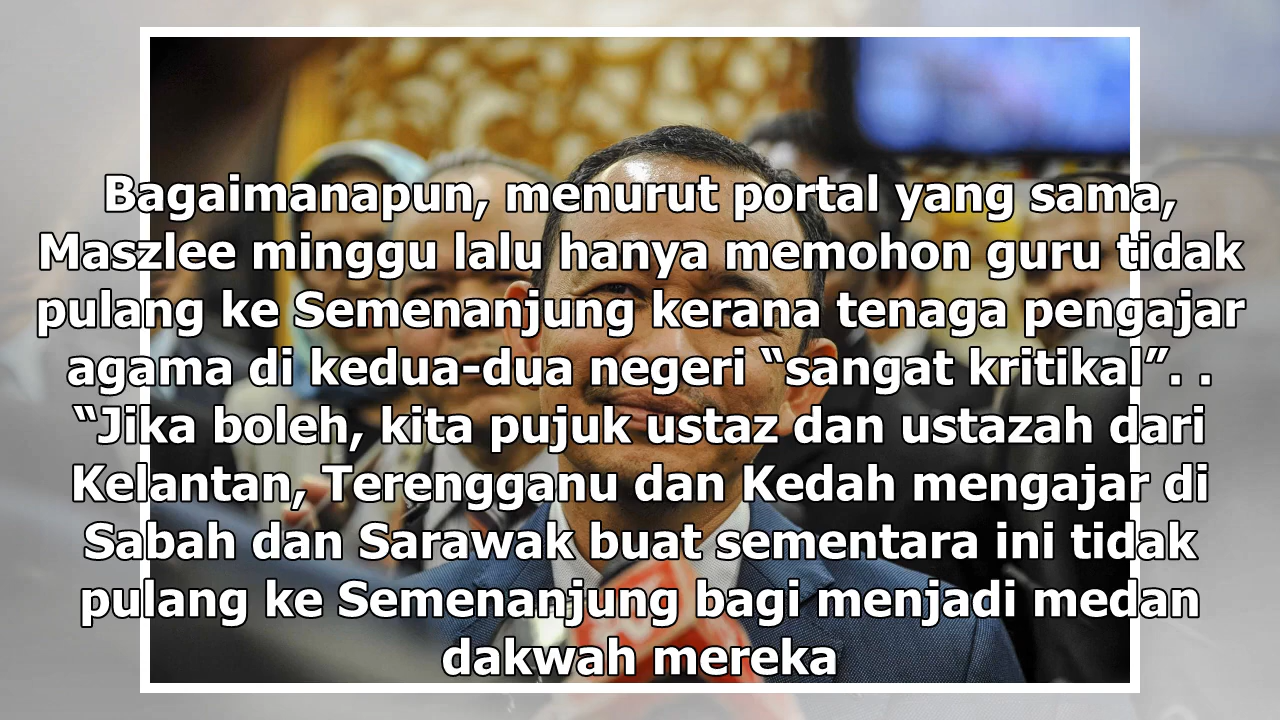 Bagaimanapun, menurut portal yang sama,
Maszlee minggu lalu hanya memohon guru tidak
pulang ke Semenanjung kerana tenaga pengajar
agama di kedua-dua negeri “sangat kritikal”. .
“Jika boleh, kita pujuk ustaz dan ustazah dari
Kelantan, Terengganu dan Kedah mengajar di
Sabah dan Sarawak buat sementara ini tidak
pulang ke Semenanjung bagi menjadi medan
dakwah mereka